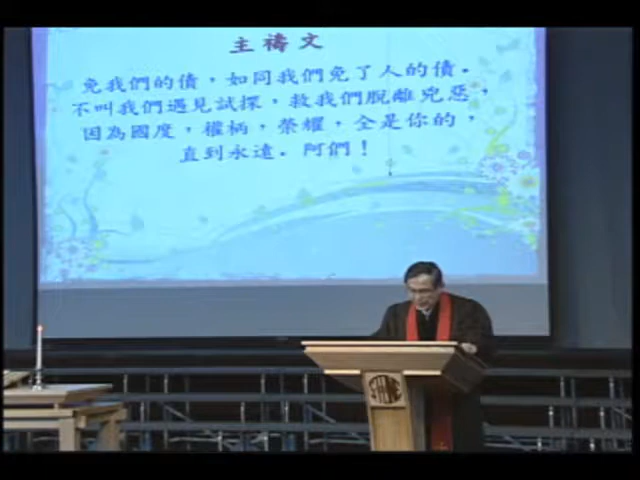 主禱文
免我們的債，如同我們免了人的債。
不叫我們遇見試探，救我們脫離兇惡，
因為國度，權柄，榮耀，全是你的，
直到永遠。阿們！